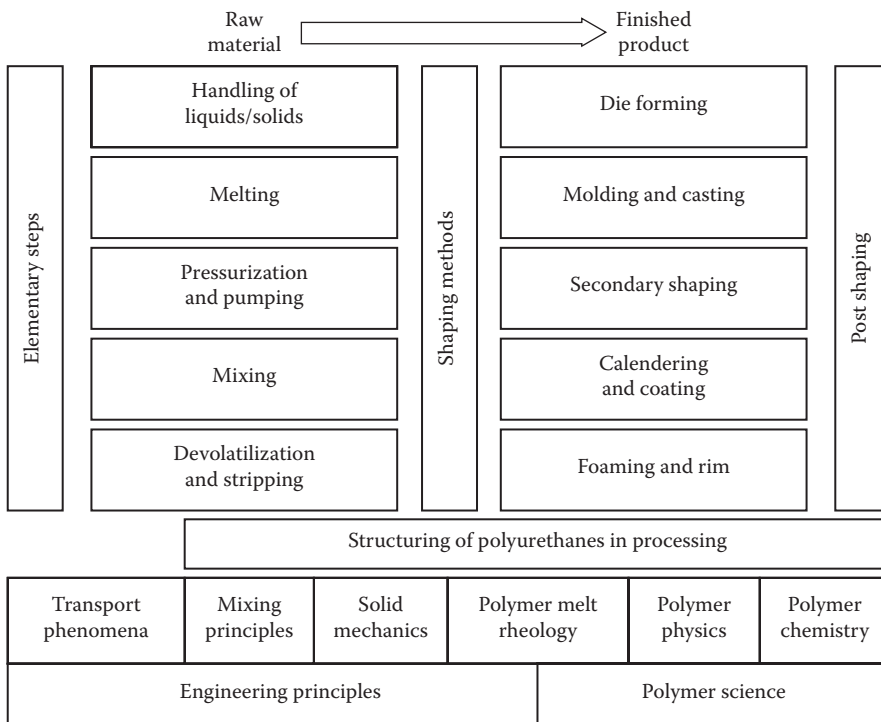 Raw
material
Finished
product
Elementary steps
Handling of
liquids/solids
Melting
Pressurization
and pumping
Mixing
Devolatilization
and stripping
Shaping methods
Die forming
Molding and casting
Secondary shaping
Calendering
and coating
Foaming and rim
Post shaping
Structuring of polyurethanes in processing
Transport
phenomena
Mixing
principles
Solid
mechanics
Polymer melt
rheology
Polymer
physics
Polymer
chemistry
Engineering principles
Polymer science